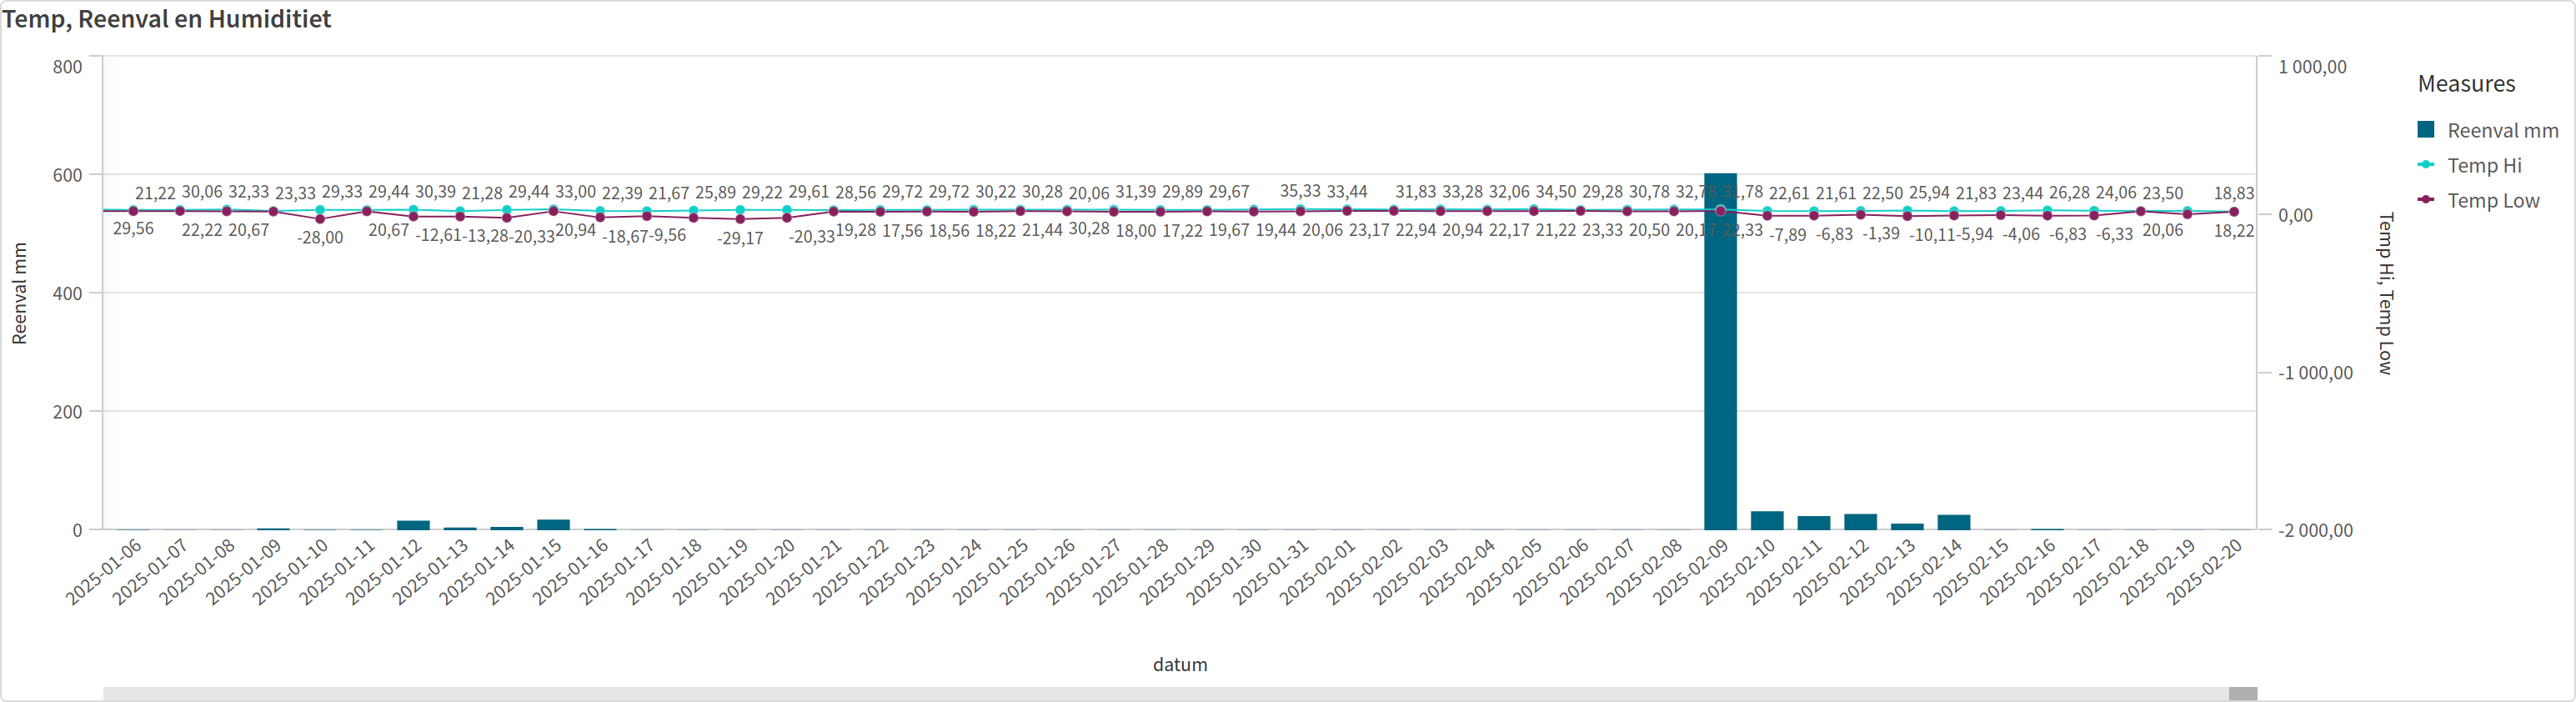 Temp, Reenval en Humiditiet
800
600
400
200
0
Reenval mm
1 000,00
0,00
-1 000,00
-2 000,00
Temp Hi, Temp Low
Measures
Reenval mm
Temp Hi
Temp Low
21,22 30,06 32,33 23,33 29,33 29,44 30,39 21,28 29,44 33,00 22,39 21,67 25,89 29,22 29,61 28,56 29,72 29,72 30,22 30,28 20,06 31,39 29,89 29,67 35,33 33,44 31,83 33,28 32,06 34,50 29,28 30,78 32,78 31,78 22,61 21,61 22,50 25,94 21,83 23,44 26,28 24,06 23,50 18,83
29,56 22,22 20,67 -28,00 20,67 -12,61 -13,28 -20,33 20,94 -18,67 -9,56 -29,17 -20,33 19,28 17,56 18,56 18,22 21,44 30,28 18,00 17,22 19,67 19,44 20,06 23,17 22,94 20,94 22,17 21,22 23,33 20,50 20,17 22,33 -7,89 -6,83 -1,39 -10,11 -5,94 -4,06 -6,83 -6,33 20,06 18,22
2025-01-06 2025-01-07 2025-01-08 2025-01-09 2025-01-10 2025-01-11 2025-01-12 2025-01-13 2025-01-14 2025-01-15 2025-01-16 2025-01-17 2025-01-18 2025-01-19 2025-01-20 2025-01-21 2025-01-22 2025-01-23 2025-01-24 2025-01-25 2025-01-26 2025-01-27 2025-01-28 2025-01-29 2025-01-30 2025-01-31 2025-02-01 2025-02-02 2025-02-03 2025-02-04 2025-02-05 2025-02-06 2025-02-07 2025-02-08 2025-02-09 2025-02-10 2025-02-11 2025-02-12 2025-02-13 2025-02-14 2025-02-15 2025-02-16 2025-02-17 2025-02-18 2025-02-19 2025-02-20
datum